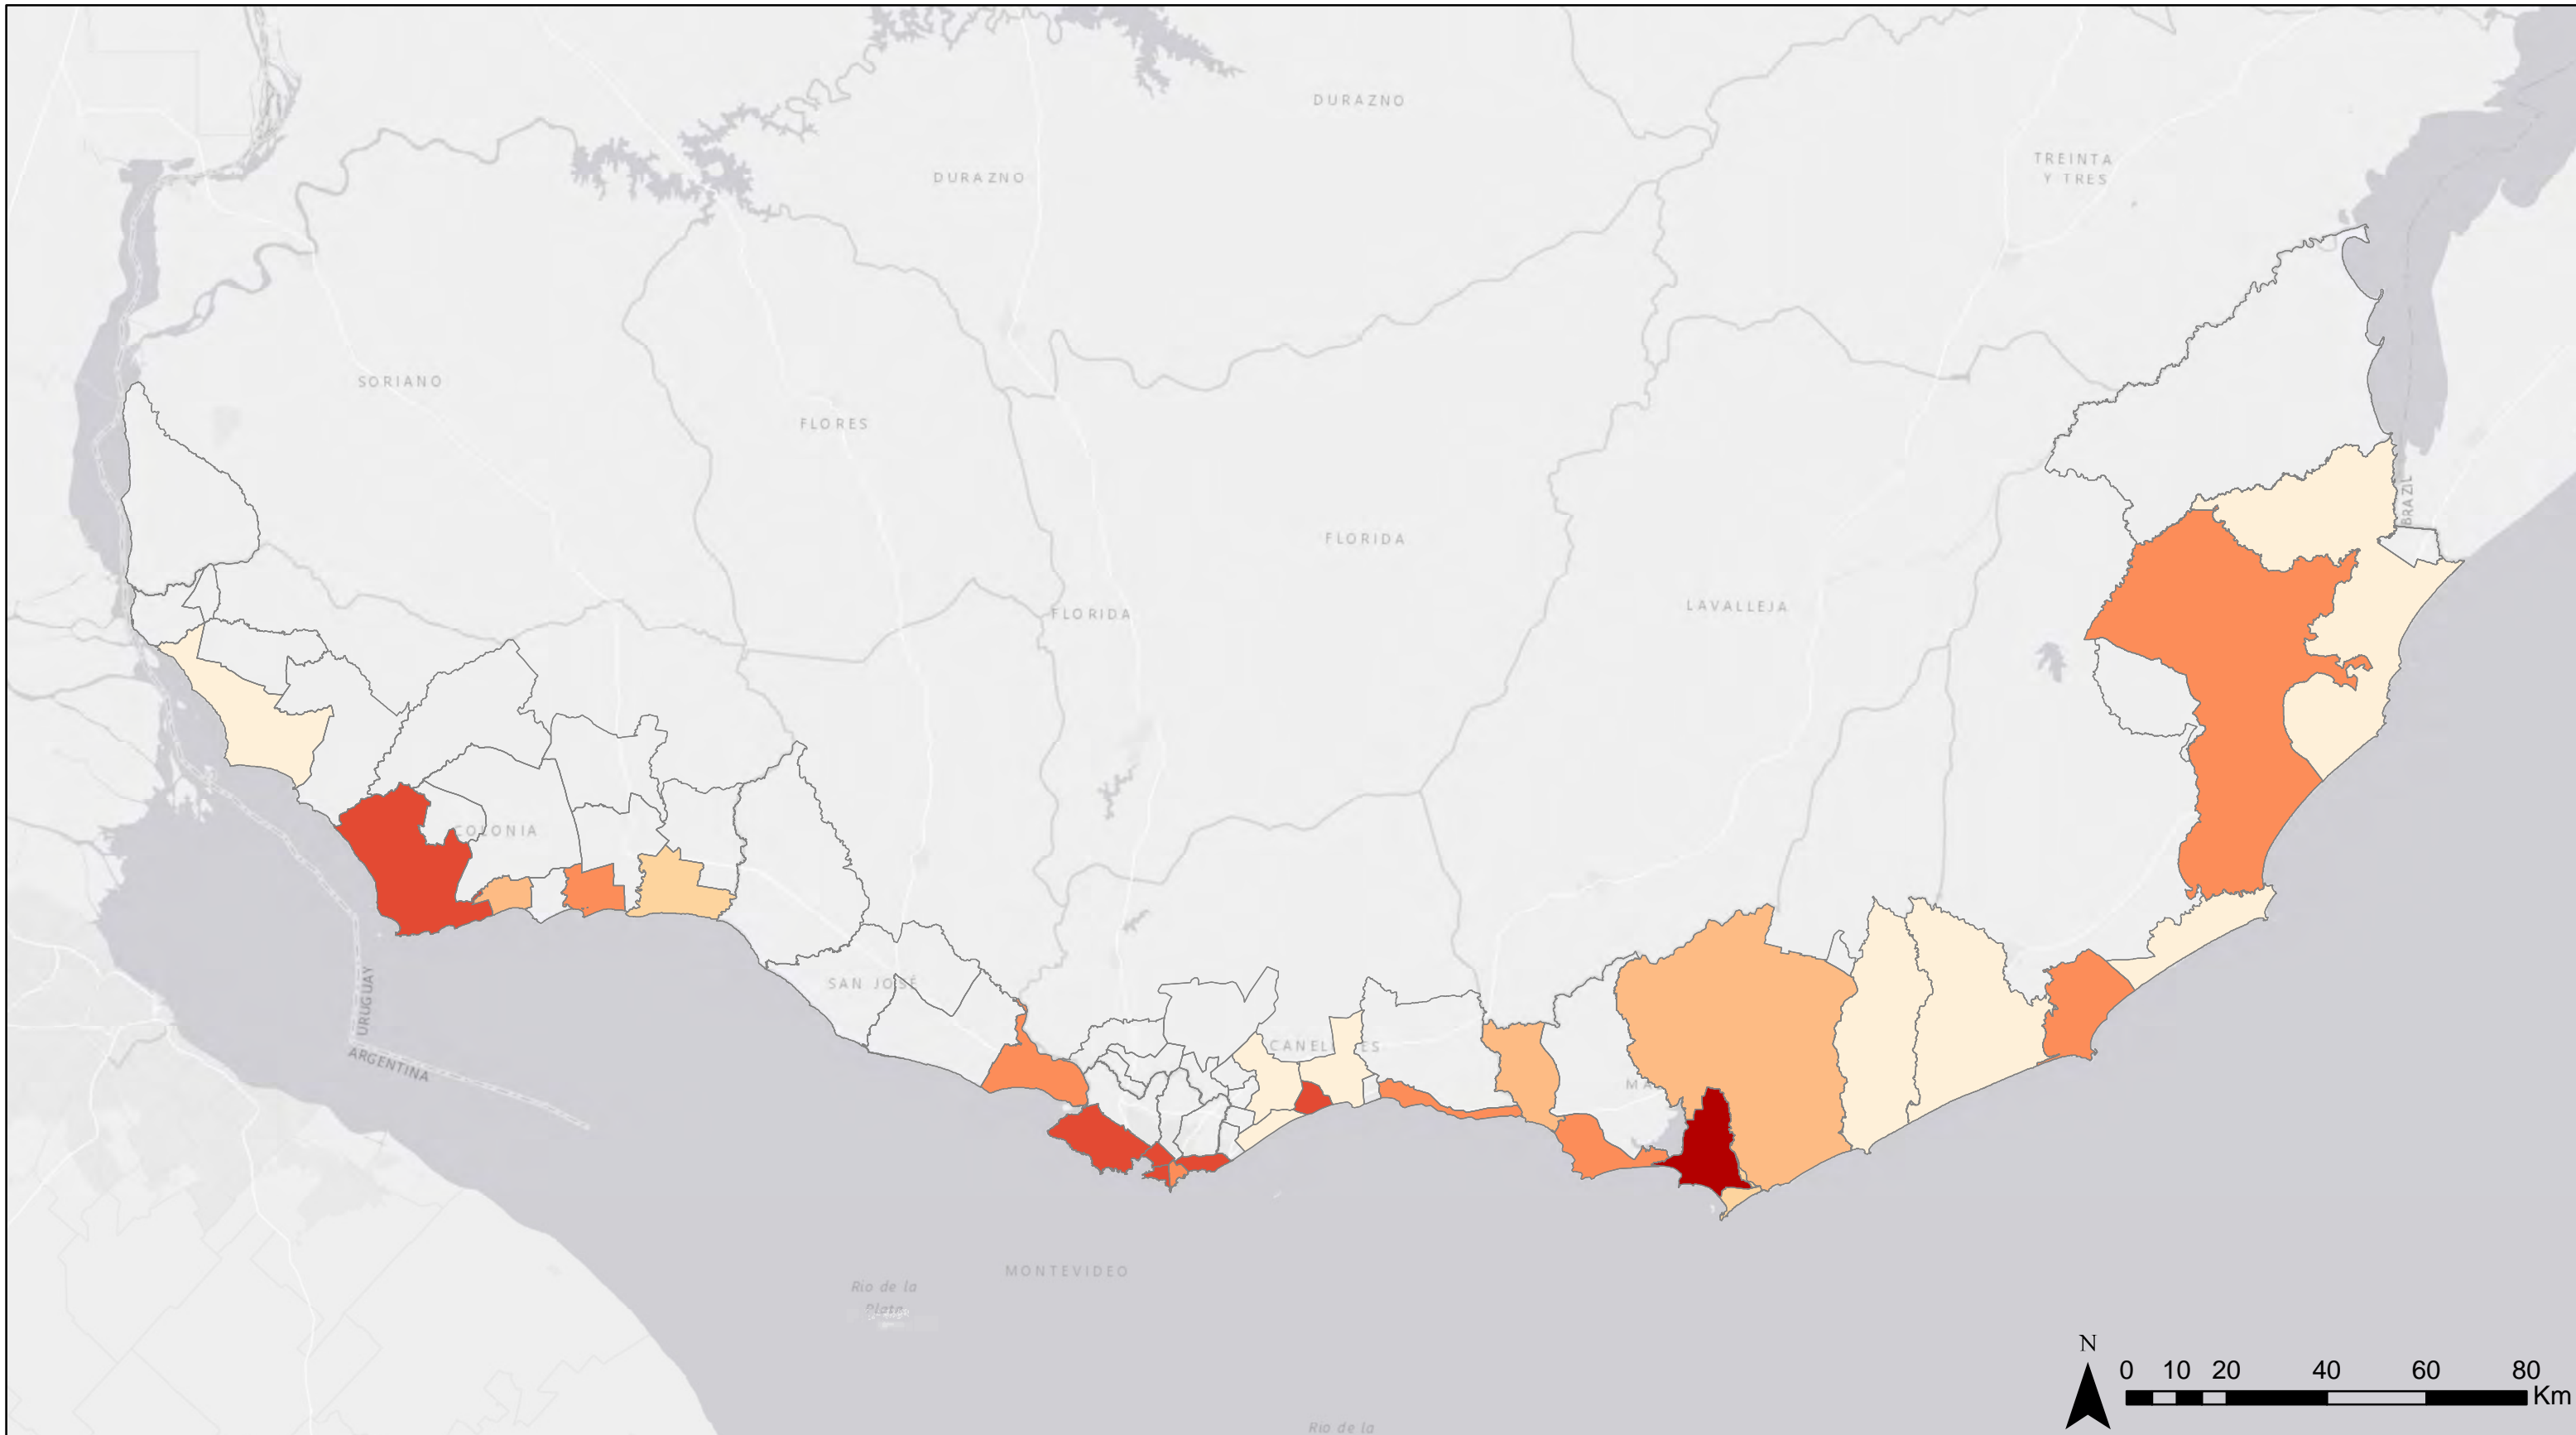 DURAZNO
DURAZNO
TREINTA
Y TRES
SORIANO
FLORES
BRAZIL
FLORIDA
FLORIDA
LAVALLEJA
COLONIA
SAN JOSÉ
URUGUAY
ARGENTINA
MA
MONTEVIDEO
Rio de la
Plata
Rio de la
N
0 10 20 40 60 80
Km